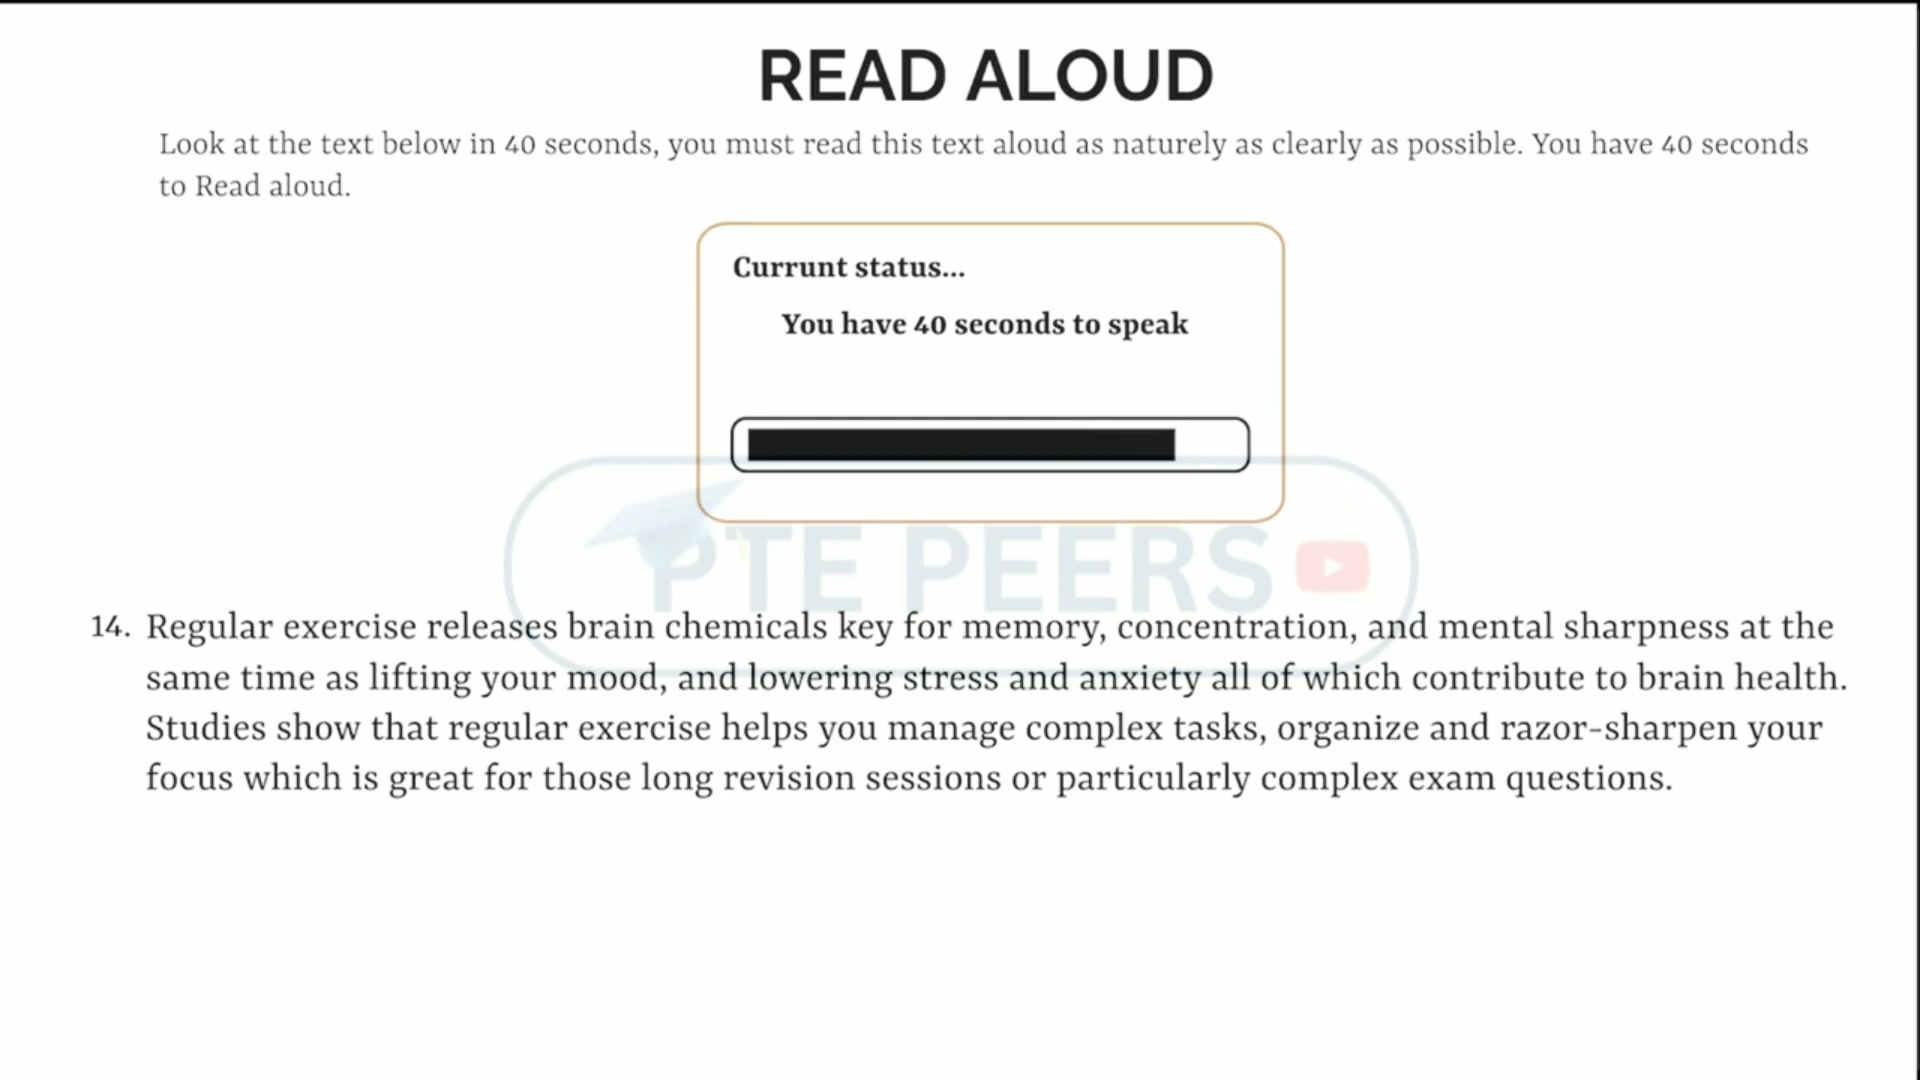 READ ALOUD
Look at the text below in 40 seconds, you must read this text aloud as naturely as clearly as possible. You have 40 seconds
to Read aloud.
Currunt status...
You have 40 seconds to speak
PTE PEERS
14. Regular exercise releases brain chemicals key for memory, concentration, and mental sharpness at the
same time as lifting your mood, and lowering stress and anxiety all of which contribute to brain health.
Studies show that regular exercise helps you manage complex tasks, organize and razor-sharpen your
focus which is great for those long revision sessions or particularly complex exam questions.